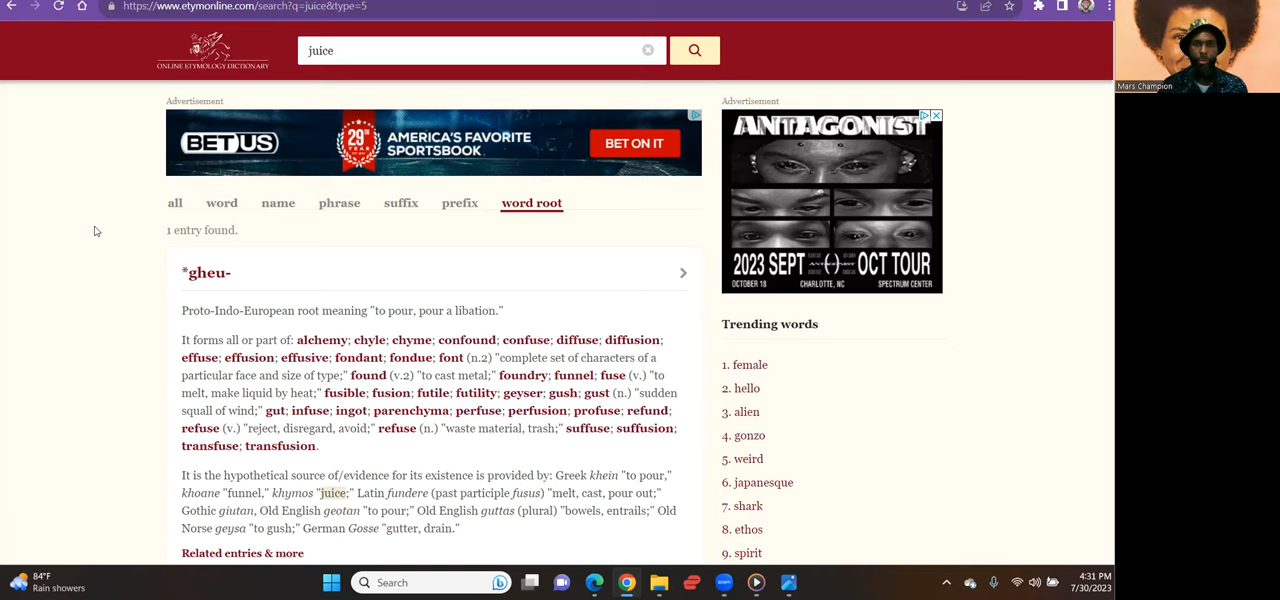 https://www.etymonline.com/search?q=juice&type=5
ONLINE ETYMOLOGY DICTIONARY
juice
Mars Champion
Advertisement
BETUS
29TH YEAR
AMERICA'S FAVORITE
SPORTSBOOK
BET ON IT
Advertisement
ANTAGONIST
2023 SEPT ANTAGONIST OCT TOUR
OCTOBER 18
CHARLOTTE, NC
SPECTRUM CENTER
all word name phrase suffix prefix word root
1 entry found.
*gheu-
Proto-Indo-European root meaning "to pour, pour a libation."
It forms all or part of: alchemy; chyle; chyme; confound; confuse; diffuse; diffusion;
effuse; effusion; effusive; fondant; fondue; font (n.2) "complete set of characters of a
particular face and size of type;" found (v.2) "to cast metal;" foundry; funnel; fuse (v.) "to
melt, make liquid by heat;" fusible; fusion; futile; futility; geyser; gush; gust (n.) "sudden
squall of wind;" gut; infuse; ingot; parenchyma; perfuse; perfusion; profuse; refund;
refuse (v.) "reject, disregard, avoid;" refuse (n.) "waste material, trash;" suffuse; suffusion;
transfuse; transfusion.
It is the hypothetical source of/evidence for its existence is provided by: Greek khein "to pour,"
khoane "funnel," khymos "juice;" Latin fundere (past participle fusus) "melt, cast, pour out;"
Gothic giutan, Old English geotan "to pour;" Old English guttas (plural) "bowels, entrails;" Old
Norse geysa "to gush;" German Gosse "gutter, drain."
Related entries & more
Trending words
1. female
2. hello
3. alien
4. gonzo
5. weird
6. japanesque
7. shark
8. ethos
9. spirit
84°F
Rain showers
Search
4:31 PM
7/30/2023